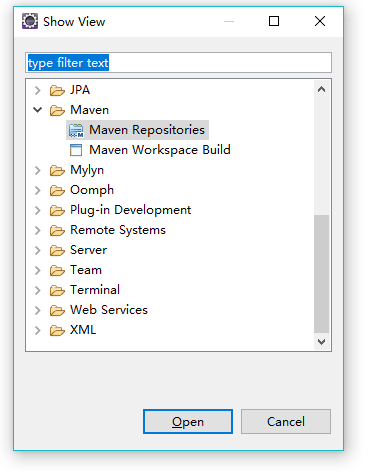 Show View
type filter text
JPA
Maven
Maven Repositories
Maven Workspace Build
Mylyn
Oomph
Plug-in Development
Remote Systems
Server
Team
Terminal
Web Services
XML
Open
Cancel